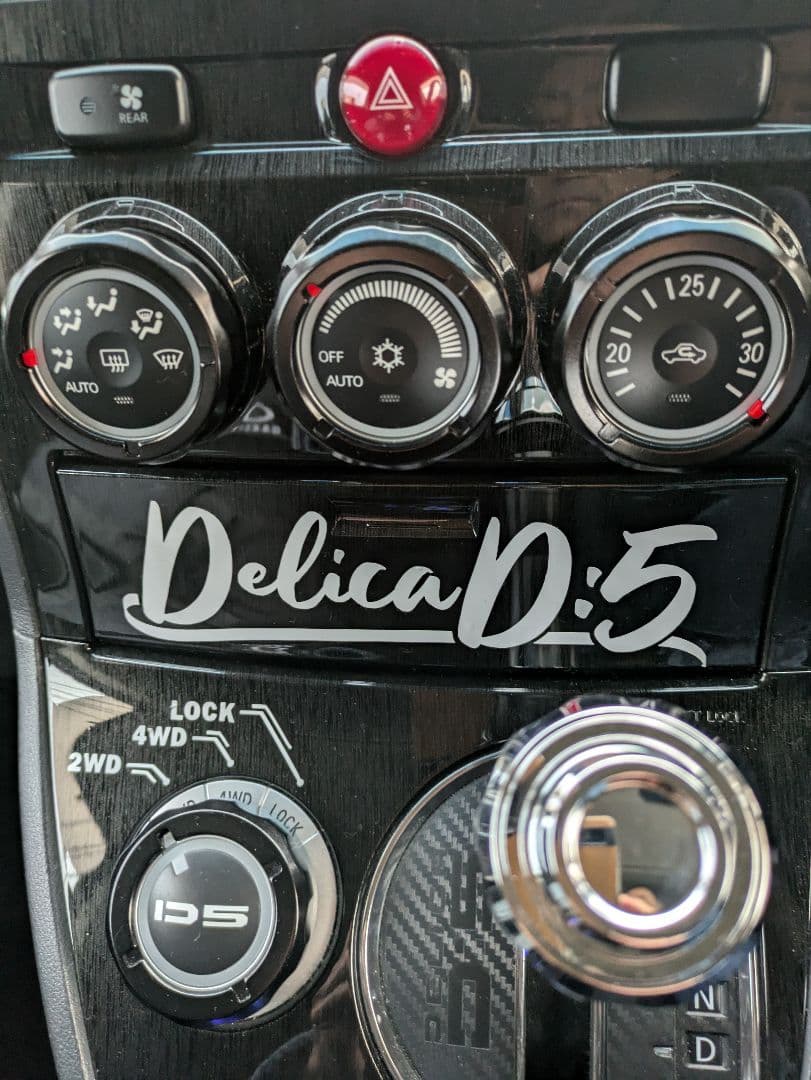 REAR
25
20
30
OFF
AUTO
AUTO
Delica D:5
LOCK
4WD
2WD
4WD
LOCK
D5
N
D